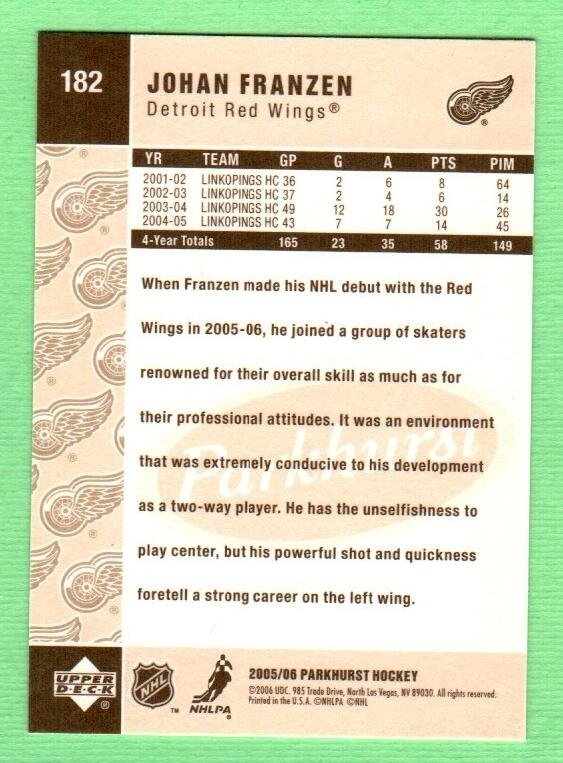 182
JOHAN FRANZEN
Detroit Red Wings®
YR TEAM GP G A PTS PIM
2001-02 LINKOPINGS HC 36 2 6 8 64
2002-03 LINKOPINGS HC 37 2 4 6 14
2003-04 LINKOPINGS HC 49 12 18 30 26
2004-05 LINKOPINGS HC 43 7 7 14 45
4-Year Totals 165 23 35 58 149
When Franzen made his NHL debut with the Red
Wings in 2005-06, he joined a group of skaters
renowned for their overall skill as much as for
their professional attitudes. It was an environment
that was extremely conducive to his development
as a two-way player. He has the unselfishness to
play center, but his powerful shot and quickness
foretell a strong career on the left wing.
Parkhurst
UPPER
D·E·C·K
®
NHL
TM
NHLPA®
2005/06 PARKHURST HOCKEY
©2006 UDC. 985 Trade Drive, North Las Vegas, NV 89030. All rights reserved.
Printed in the U.S.A. ©NHLPA ©NHL